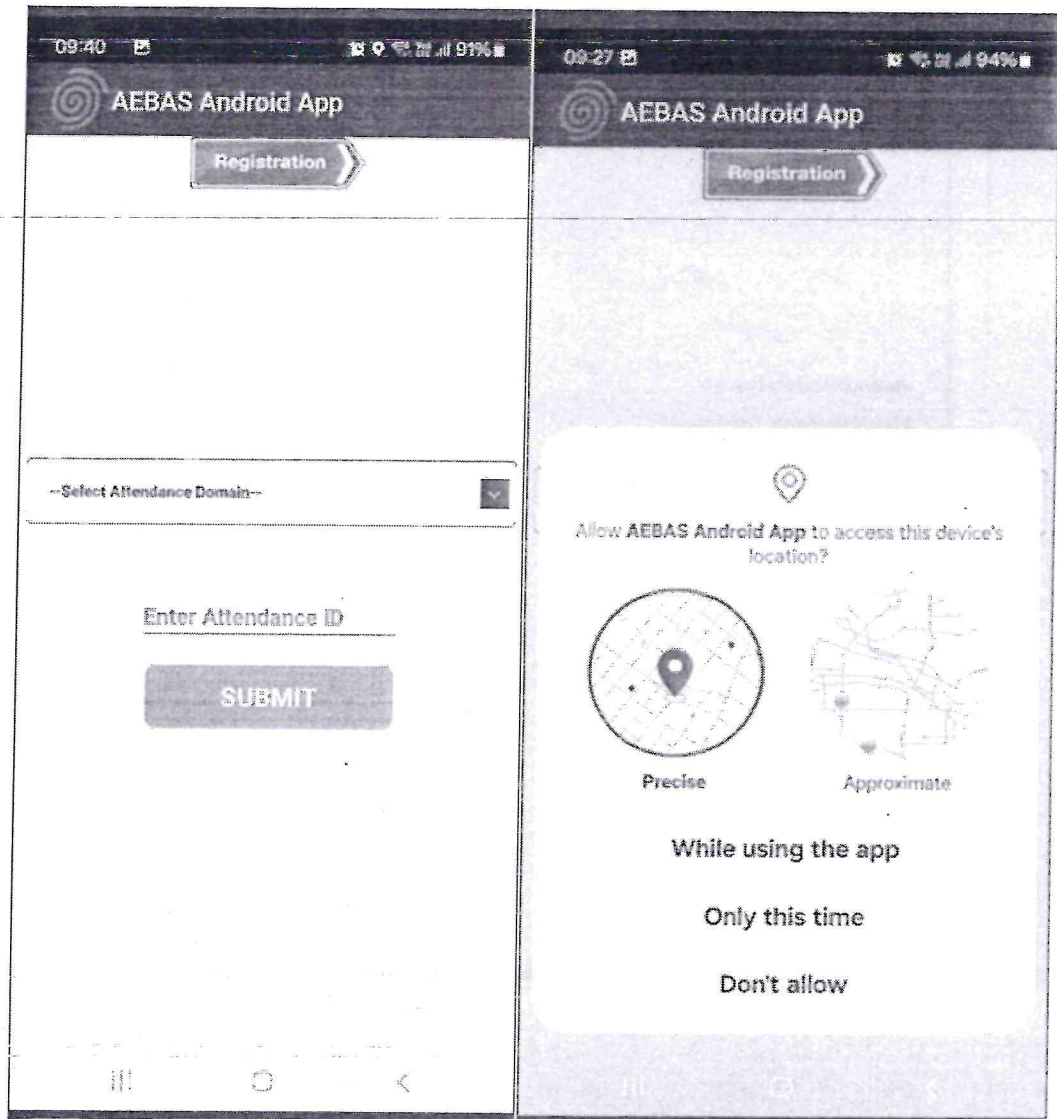 09:40
91%
AEBAS Android App
Registration
--Select Attendance Domain--
Enter Attendance ID
SUBMIT
09:27
94%
AEBAS Android App
Registration
Allow AEBAS Android App to access this device's
location?
Precise
Approximate
While using the app
Only this time
Don't allow